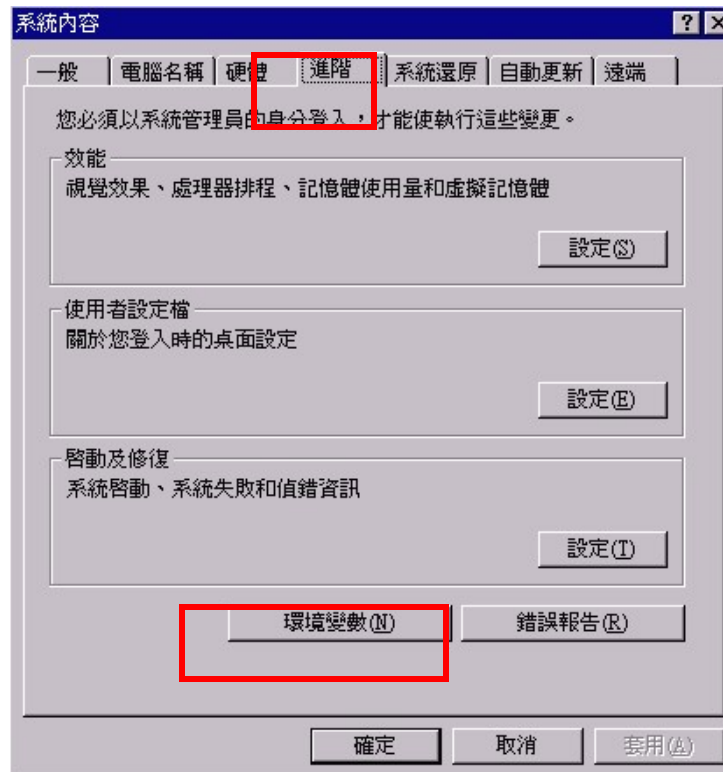 系統內容
一般 電腦名稱 硬體 進階 系統還原 自動更新 遠端
您必須以系統管理員的身分登入，才能使執行這些變更。
效能
視覺效果、處理器排程、記憶體使用量和虛擬記憶體
設定(S)
使用者設定檔
關於您登入時的桌面設定
設定(E)
啓動及修復
系統啓動、系統失敗和偵錯資訊
設定(T)
環境變數(N) 錯誤報告(R)
確定 取消 套用(A)